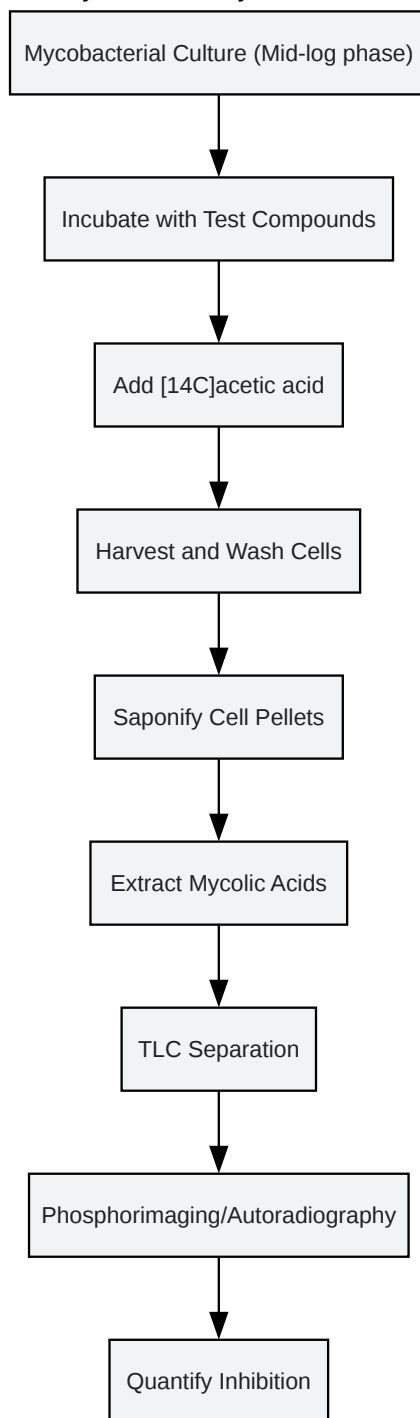 Mycobacterial Culture (Mid-log phase)
Incubate with Test Compounds
Add [14C]acetic acid
Harvest and Wash Cells
Saponify Cell Pellets
Extract Mycolic Acids
TLC Separation
Phosphorimaging/Autoradiography
Quantify Inhibition